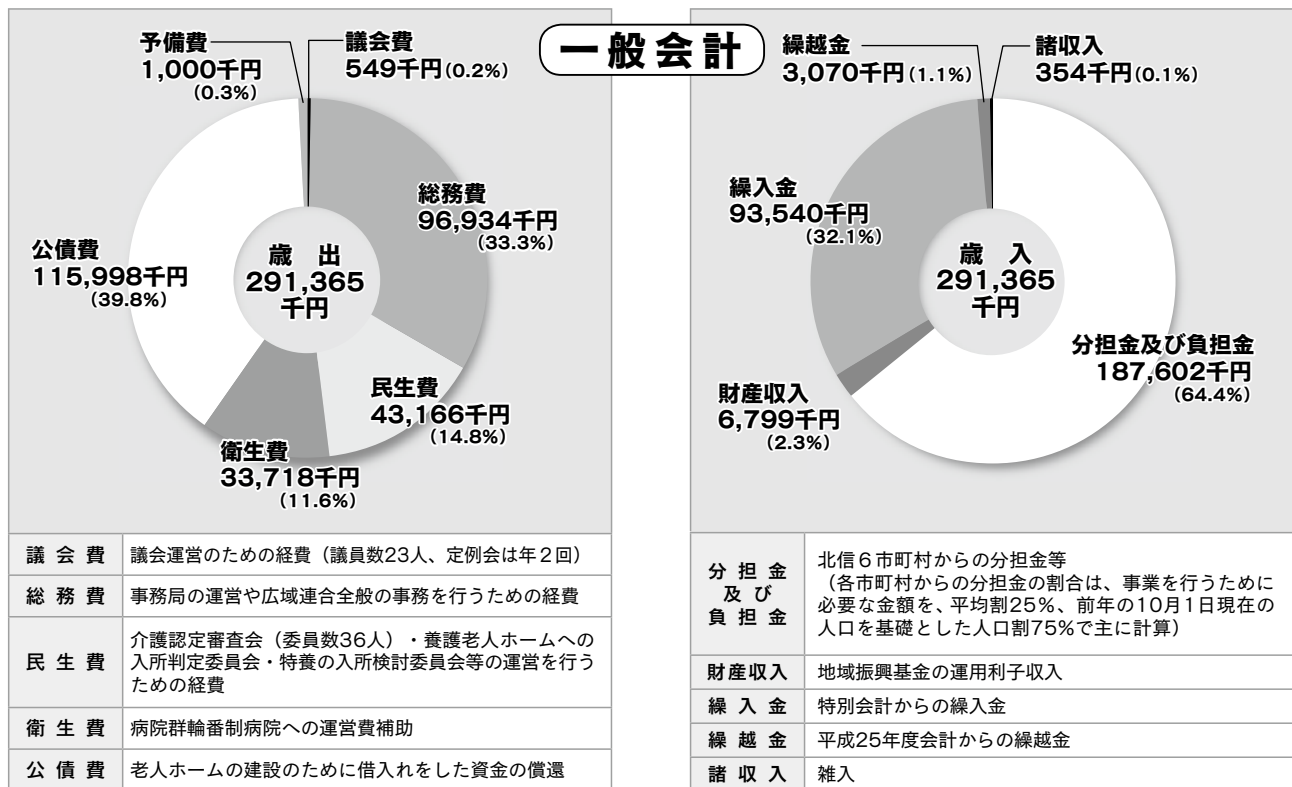 一般会計
予備費
1,000千円
(0.3%)
議会費
549千円(0.2%)
総務費
96,934千円
(33.3%)
公債費
115,998千円
(39.8%)
歳 出
291,365
千円
民生費
43,166千円
(14.8%)
衛生費
33,718千円
(11.6%)
議会費 議会運営のための経費（議員数23人、定例会は年２回）
総務費 事務局の運営や広域連合全般の事務を行うための経費
民生費
介護認定審査会（委員数36人）・養護老人ホームへの
入所判定委員会・特養の入所検討委員会等の運営を行う
ための経費
衛生費 病院群輪番制病院への運営費補助
公債費 老人ホームの建設のために借入れをした資金の償還
繰越金
3,070千円(1.1%)
諸収入
354千円(0.1%)
繰入金
93,540千円
(32.1%)
歳 入
291,365
千円
分担金及び負担金
187,602千円
(64.4%)
財産収入
6,799千円
(2.3%)
分担金
及び
負担金
北信６市町村からの分担金等
（各市町村からの分担金の割合は、事業を行うために
必要な金額を、平均割25％、前年の10月1日現在の
人口を基礎とした人口割75％で主に計算）
財産収入 地域振興基金の運用利子収入
繰入金 特別会計からの繰入金
繰越金 平成25年度会計からの繰越金
諸収入 雑入